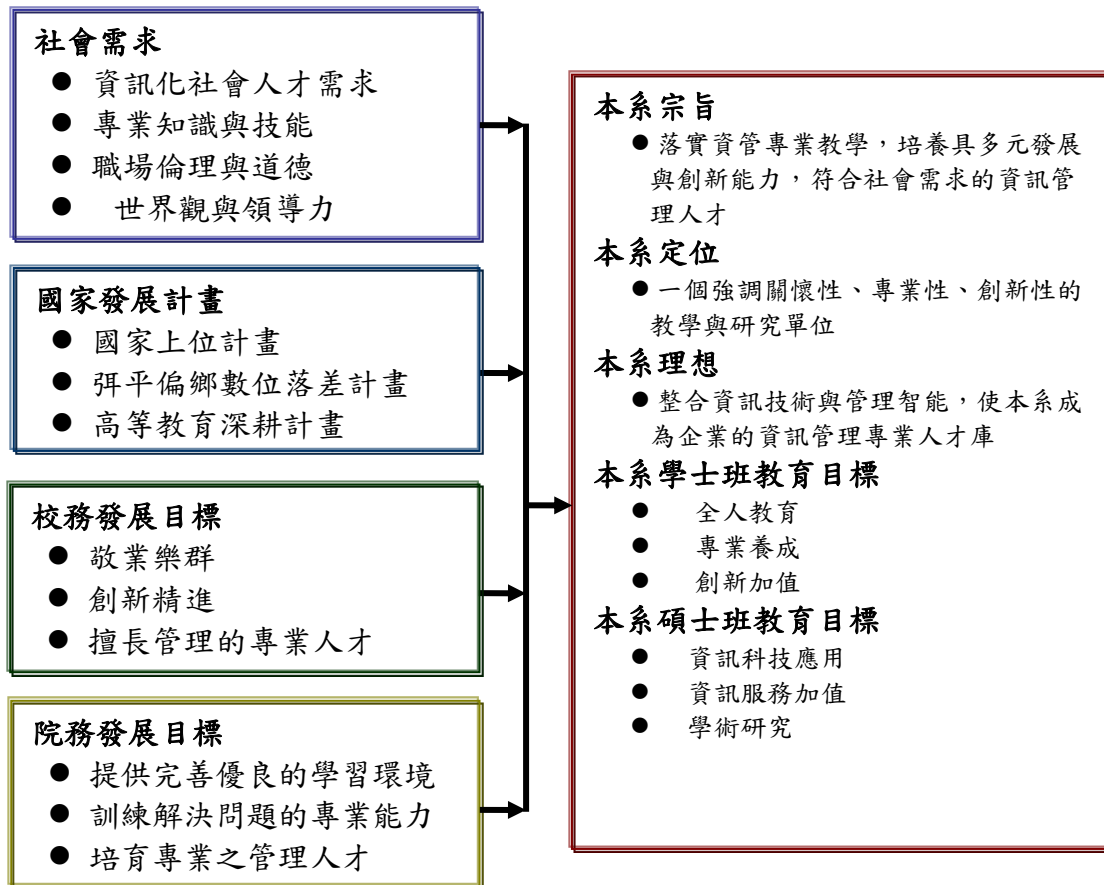 社會需求
● 資訊化社會人才需求
● 專業知識與技能
● 職場倫理與道德
● 世界觀與領導力
國家發展計畫
● 國家上位計畫
● 弭平偏鄉數位落差計畫
● 高等教育深耕計畫
校務發展目標
● 敬業樂群
● 創新精進
● 擅長管理的專業人才
院務發展目標
● 提供完善優良的學習環境
● 訓練解決問題的專業能力
● 培育專業之管理人才
本系宗旨
● 落實資管專業教學，培養具多元發展
與創新能力，符合社會需求的資訊管
理人才
本系定位
● 一個強調關懷性、專業性、創新性的
教學與研究單位
本系理想
● 整合資訊技術與管理智能，使本系成
為企業的資訊管理專業人才庫
本系學士班教育目標
● 全人教育
● 專業養成
● 創新加值
本系碩士班教育目標
● 資訊科技應用
● 資訊服務加值
● 學術研究